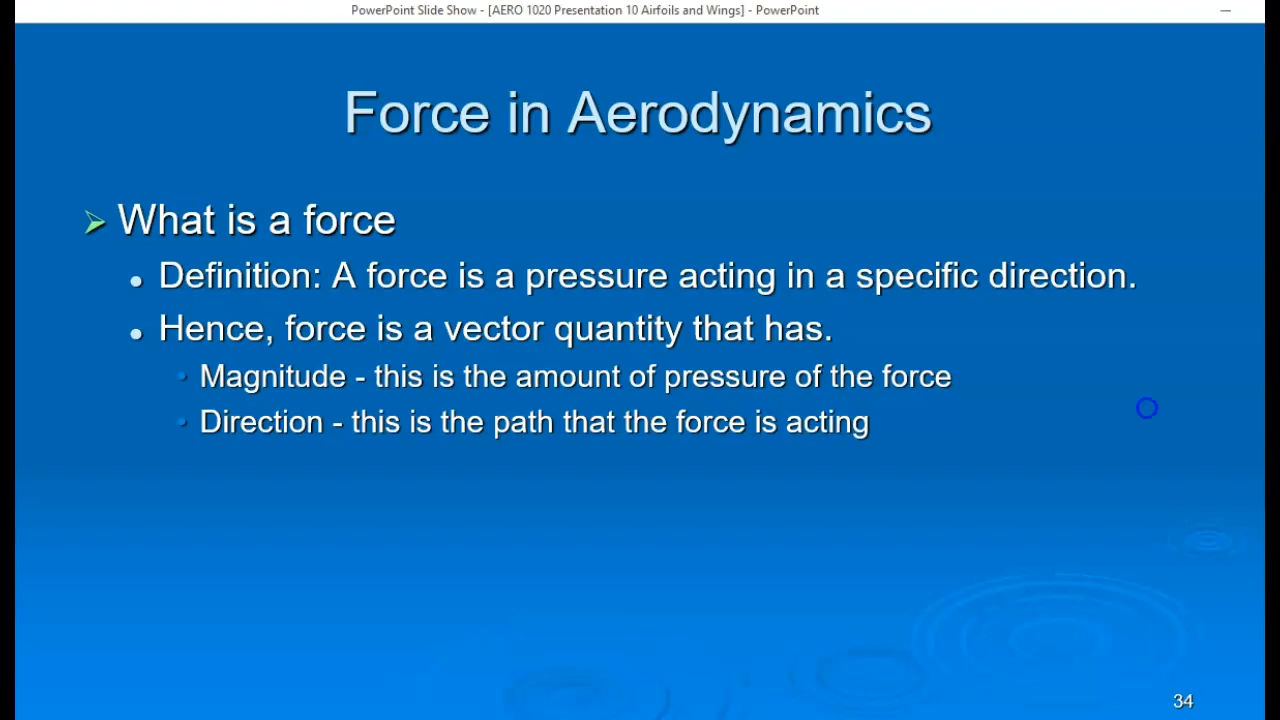 PowerPoint Slide Show - [AERO 1020 Presentation 10 Airfoils and Wings] - PowerPoint
Force in Aerodynamics
What is a force
Definition: A force is a pressure acting in a specific direction.
Hence, force is a vector quantity that has.
Magnitude - this is the amount of pressure of the force
Direction - this is the path that the force is acting
34